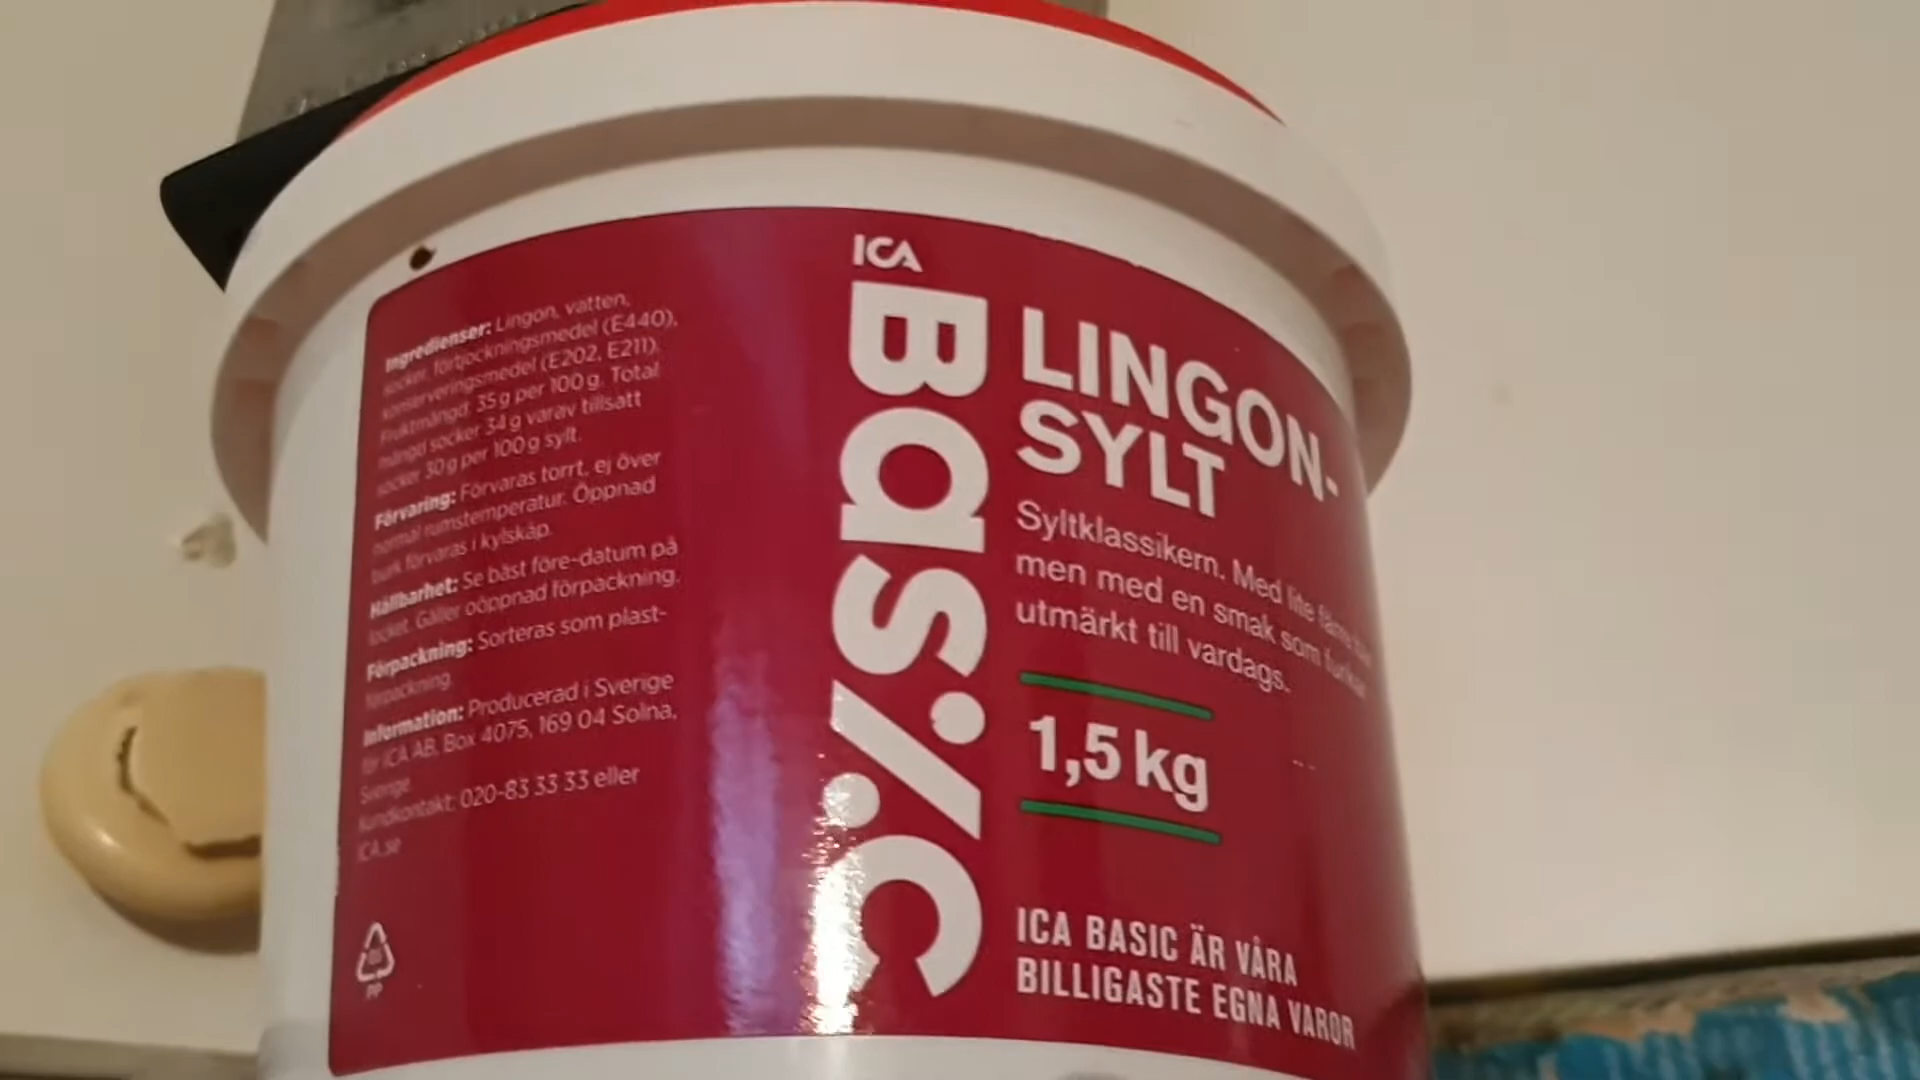 Ingredienser: Lingon, vatten,
socker, förtjockningsmedel (E440),
konserveringsmedel (E202, E211).
Fruktmängd: 35 g per 100 g. Total
mängd socker 34 g varav tillsatt
socker 30 g per 100 g sylt.
Förvaring: Förvaras torrt, ej över
normal rumstemperatur. Öppnad
burk förvaras i kylskåp.
Hållbarhet: Se bäst före-datum på
locket. Gäller oöppnad förpackning.
Förpackning: Sorteras som plast-
förpackning.
Information: Producerad i Sverige
för ICA AB, Box 4075, 169 04 Solna,
Sverige
Kundkontakt: 020-83 33 33 eller
ICA.se
PP
ICA
Basic
LINGON-
SYLT
Syltklassikern. Med lite färre
men med en smak som funkar
utmärkt till vardags.
1,5 kg
ICA BASIC ÄR VÅRA
BILLIGASTE EGNA VAROR